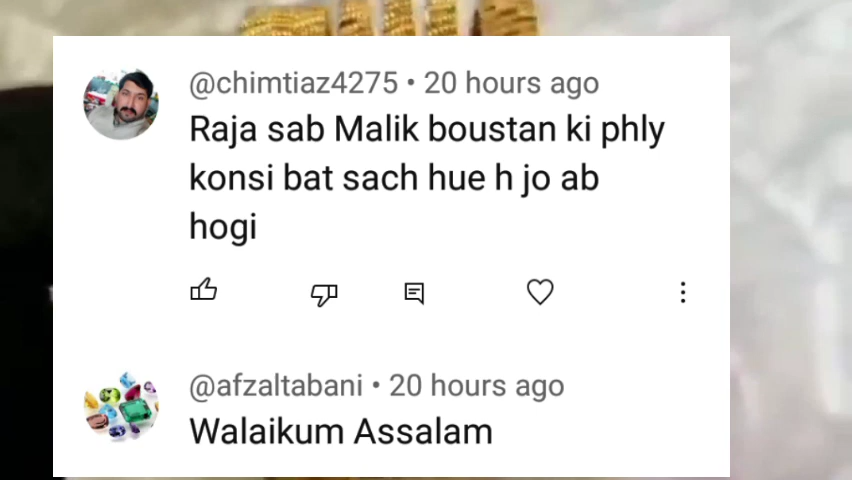 @chimtiaz4275 • 20 hours ago
Raja sab Malik boustan ki phly
konsi bat sach hue h jo ab
hogi
@afzaltabani • 20 hours ago
Walaikum Assalam